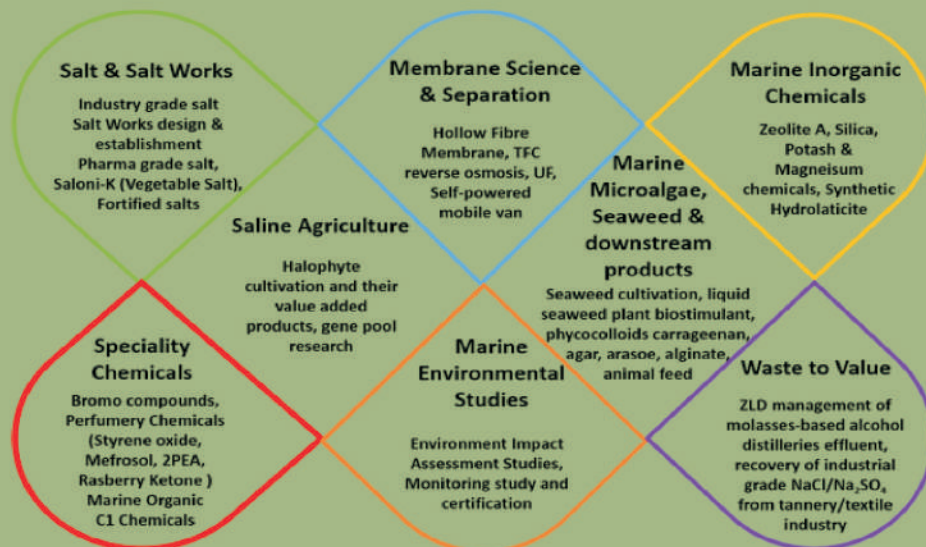 Salt & Salt Works
Industry grade salt
Salt Works design &
establishment
Pharma grade salt,
Saloni-K (Vegetable Salt),
Fortified salts
Membrane Science
& Separation
Hollow Fibre
Membrane, TFC
reverse osmosis, UF,
Self-powered
mobile van
Marine Inorganic
Chemicals
Zeolite A, Silica,
Potash &
Magneisum
chemicals, Synthetic
Hydrolaticite
Saline Agriculture
Halophyte
cultivation and their
value added
products, gene pool
research
Marine
Microalgae,
Seaweed &
downstream
products
Seaweed cultivation, liquid
seaweed plant biostimulant,
phycocolloids carrageenan,
agar, arasoe, alginate,
animal feed
Speciality
Chemicals
Bromo compounds,
Perfumery Chemicals
(Styrene oxide,
Mefrosol, 2PEA,
Rasberry Ketone )
Marine Organic
C1 Chemicals
Marine
Environmental
Studies
Environment Impact
Assessment Studies,
Monitoring study and
certification
Waste to Value
ZLD management of
molasses-based alcohol
distilleries effluent,
recovery of industrial
grade NaCl/Na₂SO₄
from tannery/textile
industry